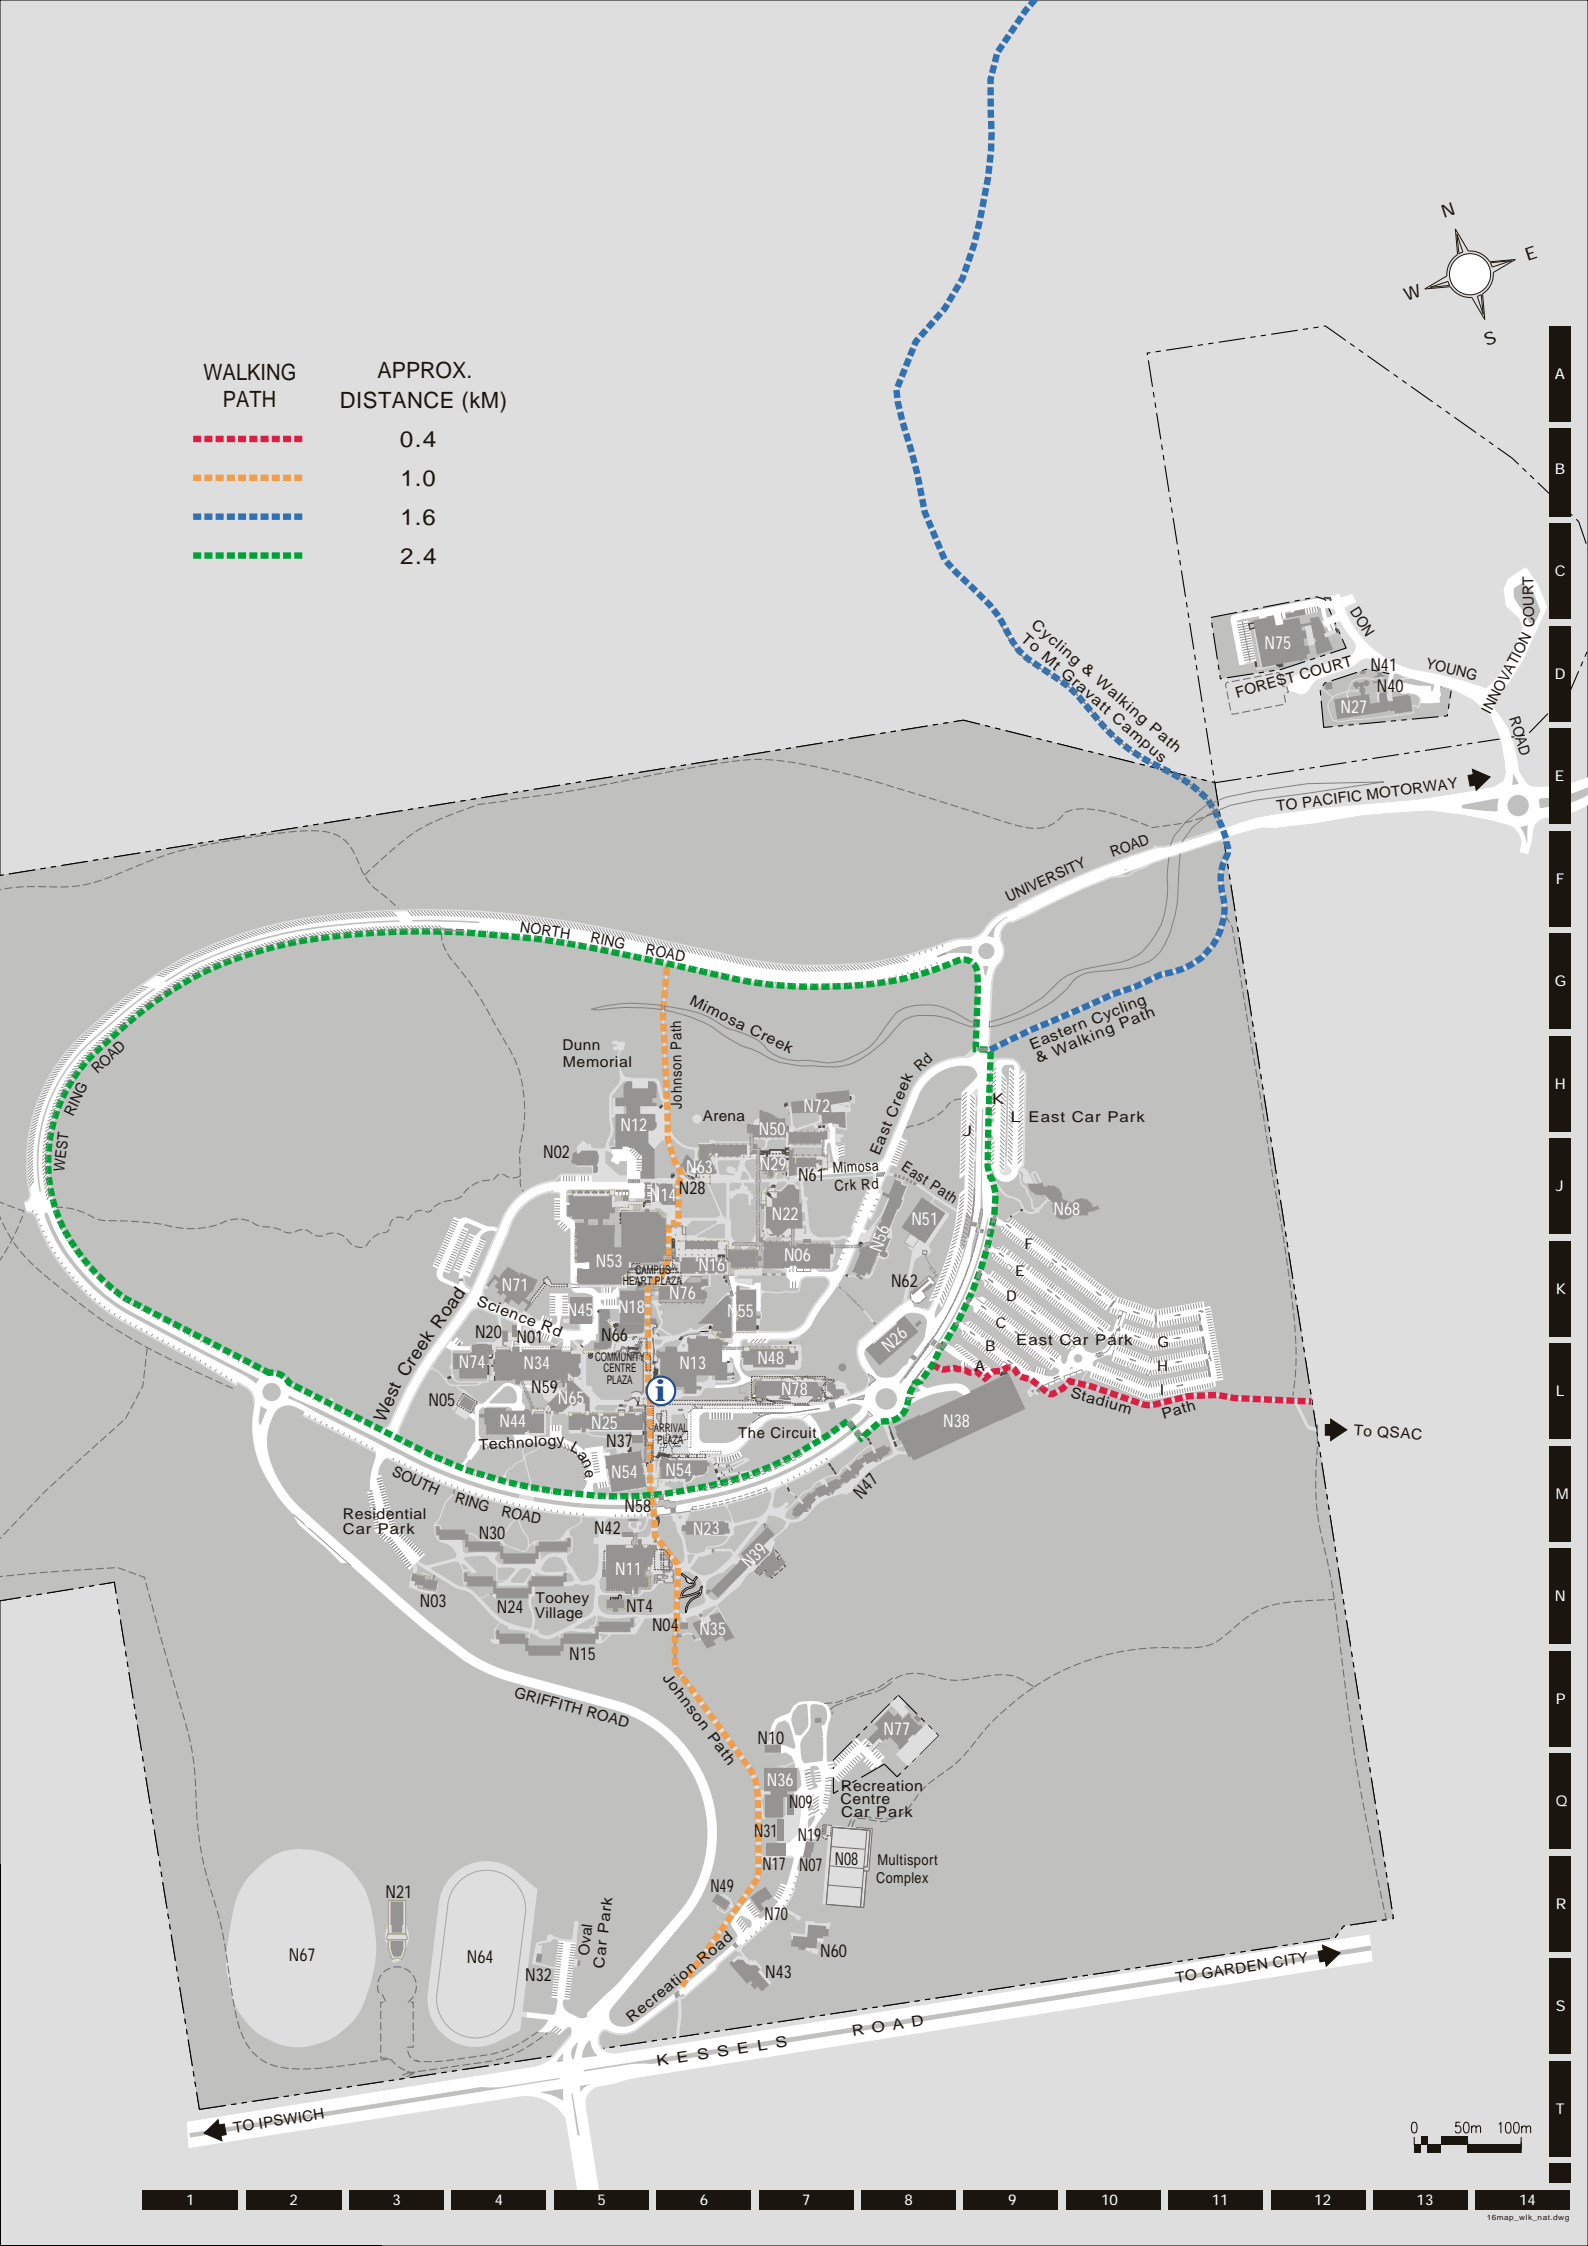 N
E
W
S
WALKING
PATH
APPROX.
DISTANCE (kM)
0.4
1.0
1.6
2.4
A
B
C
D
E
F
G
H
J
K
L
M
N
P
Q
R
S
T
N75
DON
N41
YOUNG
INNOVATION COURT
FOREST COURT
N40
N27
ROAD
Cycling & Walking Path
To Mt Gravatt Campus
TO PACIFIC MOTORWAY
UNIVERSITY ROAD
NORTH RING ROAD
WEST RING ROAD
Mimosa Creek
Eastern Cycling
& Walking Path
Dunn
Memorial
Johnson Path
East Creek Rd
N72
Arena
N12
N50
K
L
East Car Park
J
N02
N63
N29
N61
Mimosa
Crk Rd
East Path
N14
N28
N22
N51
N68
N56
N53
N16
N06
F
CAMPUS
HEART PLAZA
N71
N62
E
D
N76
N45
N18
N55
C
Science Rd
N20
N01
N66
West Creek Road
N26
B
East Car Park
G
H
I
A
N74
N34
COMMUNITY
CENTRE
PLAZA
N13
N48
N59
i
N05
N65
N78
Stadium Path
N44
N25
ARRIVAL
PLAZA
The Circuit
N38
To QSAC
Technology Lane
N37
N54
N54
N47
SOUTH RING ROAD
N58
Residential
Car Park
N30
N42
N23
N11
N39
N03
N24
Toohey
Village
NT4
N04
N35
N15
Johnson Path
GRIFFITH ROAD
N10
N77
N36
Recreation
Centre
Car Park
N09
N31
N19
N17
N07
N08
Multisport
Complex
N21
N49
N70
N67
N64
Oval
Car Park
N32
N60
Recreation Road
N43
TO GARDEN CITY
KESSELS ROAD
TO IPSWICH
0 50m 100m
1 2 3 4 5 6 7 8 9 10 11 12 13 14
16map_wlk_nat.dwg